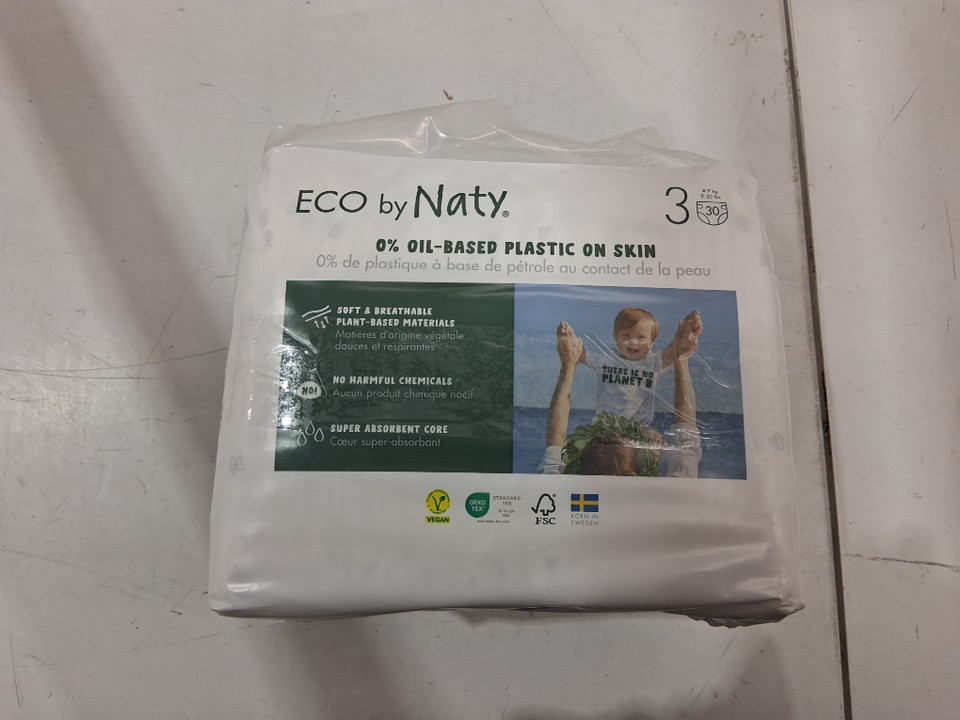 ECO by Naty®
3
30
0% OIL-BASED PLASTIC ON SKIN
0% de plastique à base de pétrole au contact de la peau
SOFT & BREATHABLE
PLANT-BASED MATERIALS
Matières d'origine végétale
douces et respirantes
NO!
NO HARMFUL CHEMICALS
Aucun produit chimique nocif
SUPER ABSORBENT CORE
Cœur super-absorbant
THERE IS NO
PLANET B
VEGAN
OEKO
TEX®
STANDARD
100
FSC
BORN IN
SWEDEN